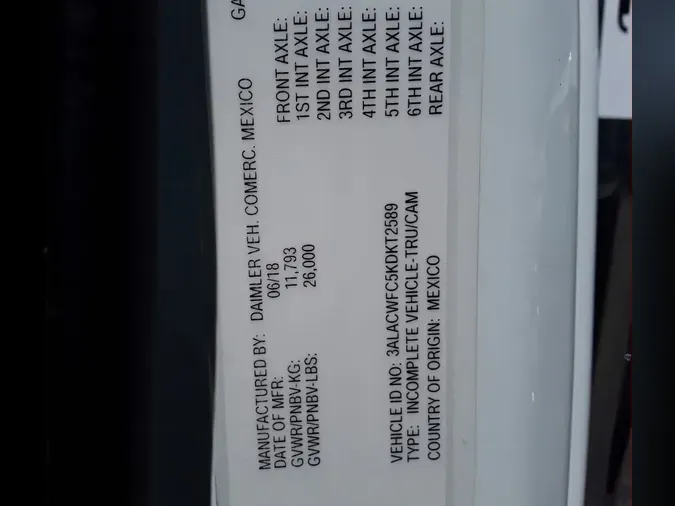 GA
MANUFACTURED BY: DAIMLER VEH. COMERC. MEXICO
DATE OF MFR: 06/18
GVWR/PNBV-KG: 11,793
GVWR/PNBV-LBS: 26,000
FRONT AXLE:
1ST INT AXLE:
2ND INT AXLE:
3RD INT AXLE:
4TH INT AXLE:
5TH INT AXLE:
6TH INT AXLE:
REAR AXLE:
VEHICLE ID NO: 3ALACWFC5KDKT2589
TYPE: INCOMPLETE VEHICLE-TRU/CAM
COUNTRY OF ORIGIN: MEXICO